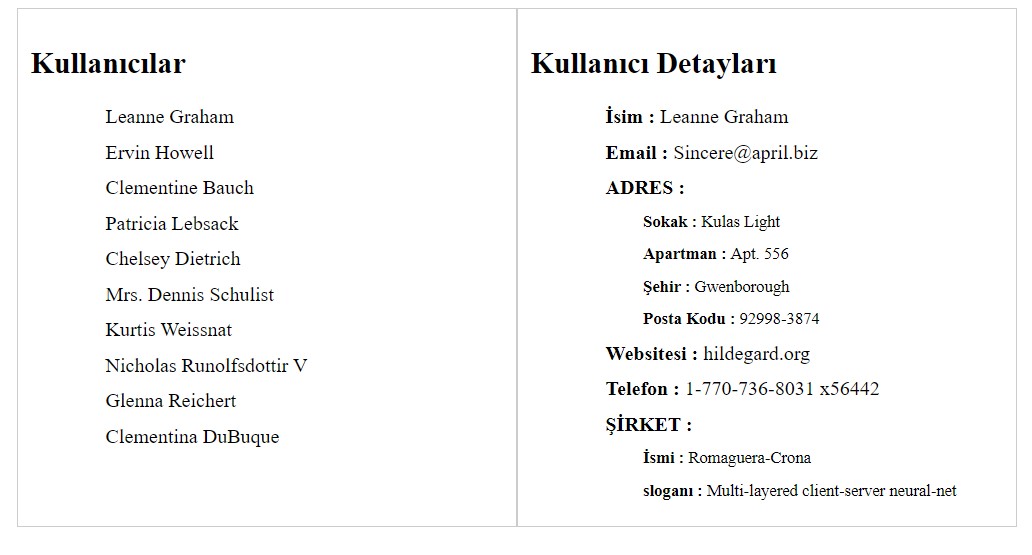 Kullanıcılar
Leanne Graham
Ervin Howell
Clementine Bauch
Patricia Lebsack
Chelsey Dietrich
Mrs. Dennis Schulist
Kurtis Weissnat
Nicholas Runolfsdottir V
Glenna Reichert
Clementina DuBuque
Kullanıcı Detayları
İsim : Leanne Graham
Email : Sincere@april.biz
ADRES :
Sokak : Kulas Light
Apartman : Apt. 556
Şehir : Gwenborough
Posta Kodu : 92998-3874
Websitesi : hildegard.org
Telefon : 1-770-736-8031 x56442
ŞİRKET :
İsmi : Romaguera-Crona
sloganı : Multi-layered client-server neural-net